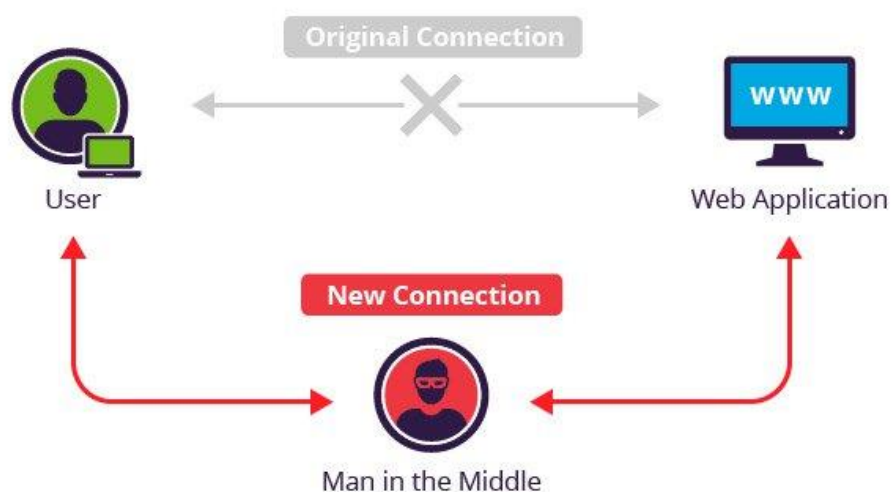 Original Connection
www
User
Web Application
New Connection
Man in the Middle